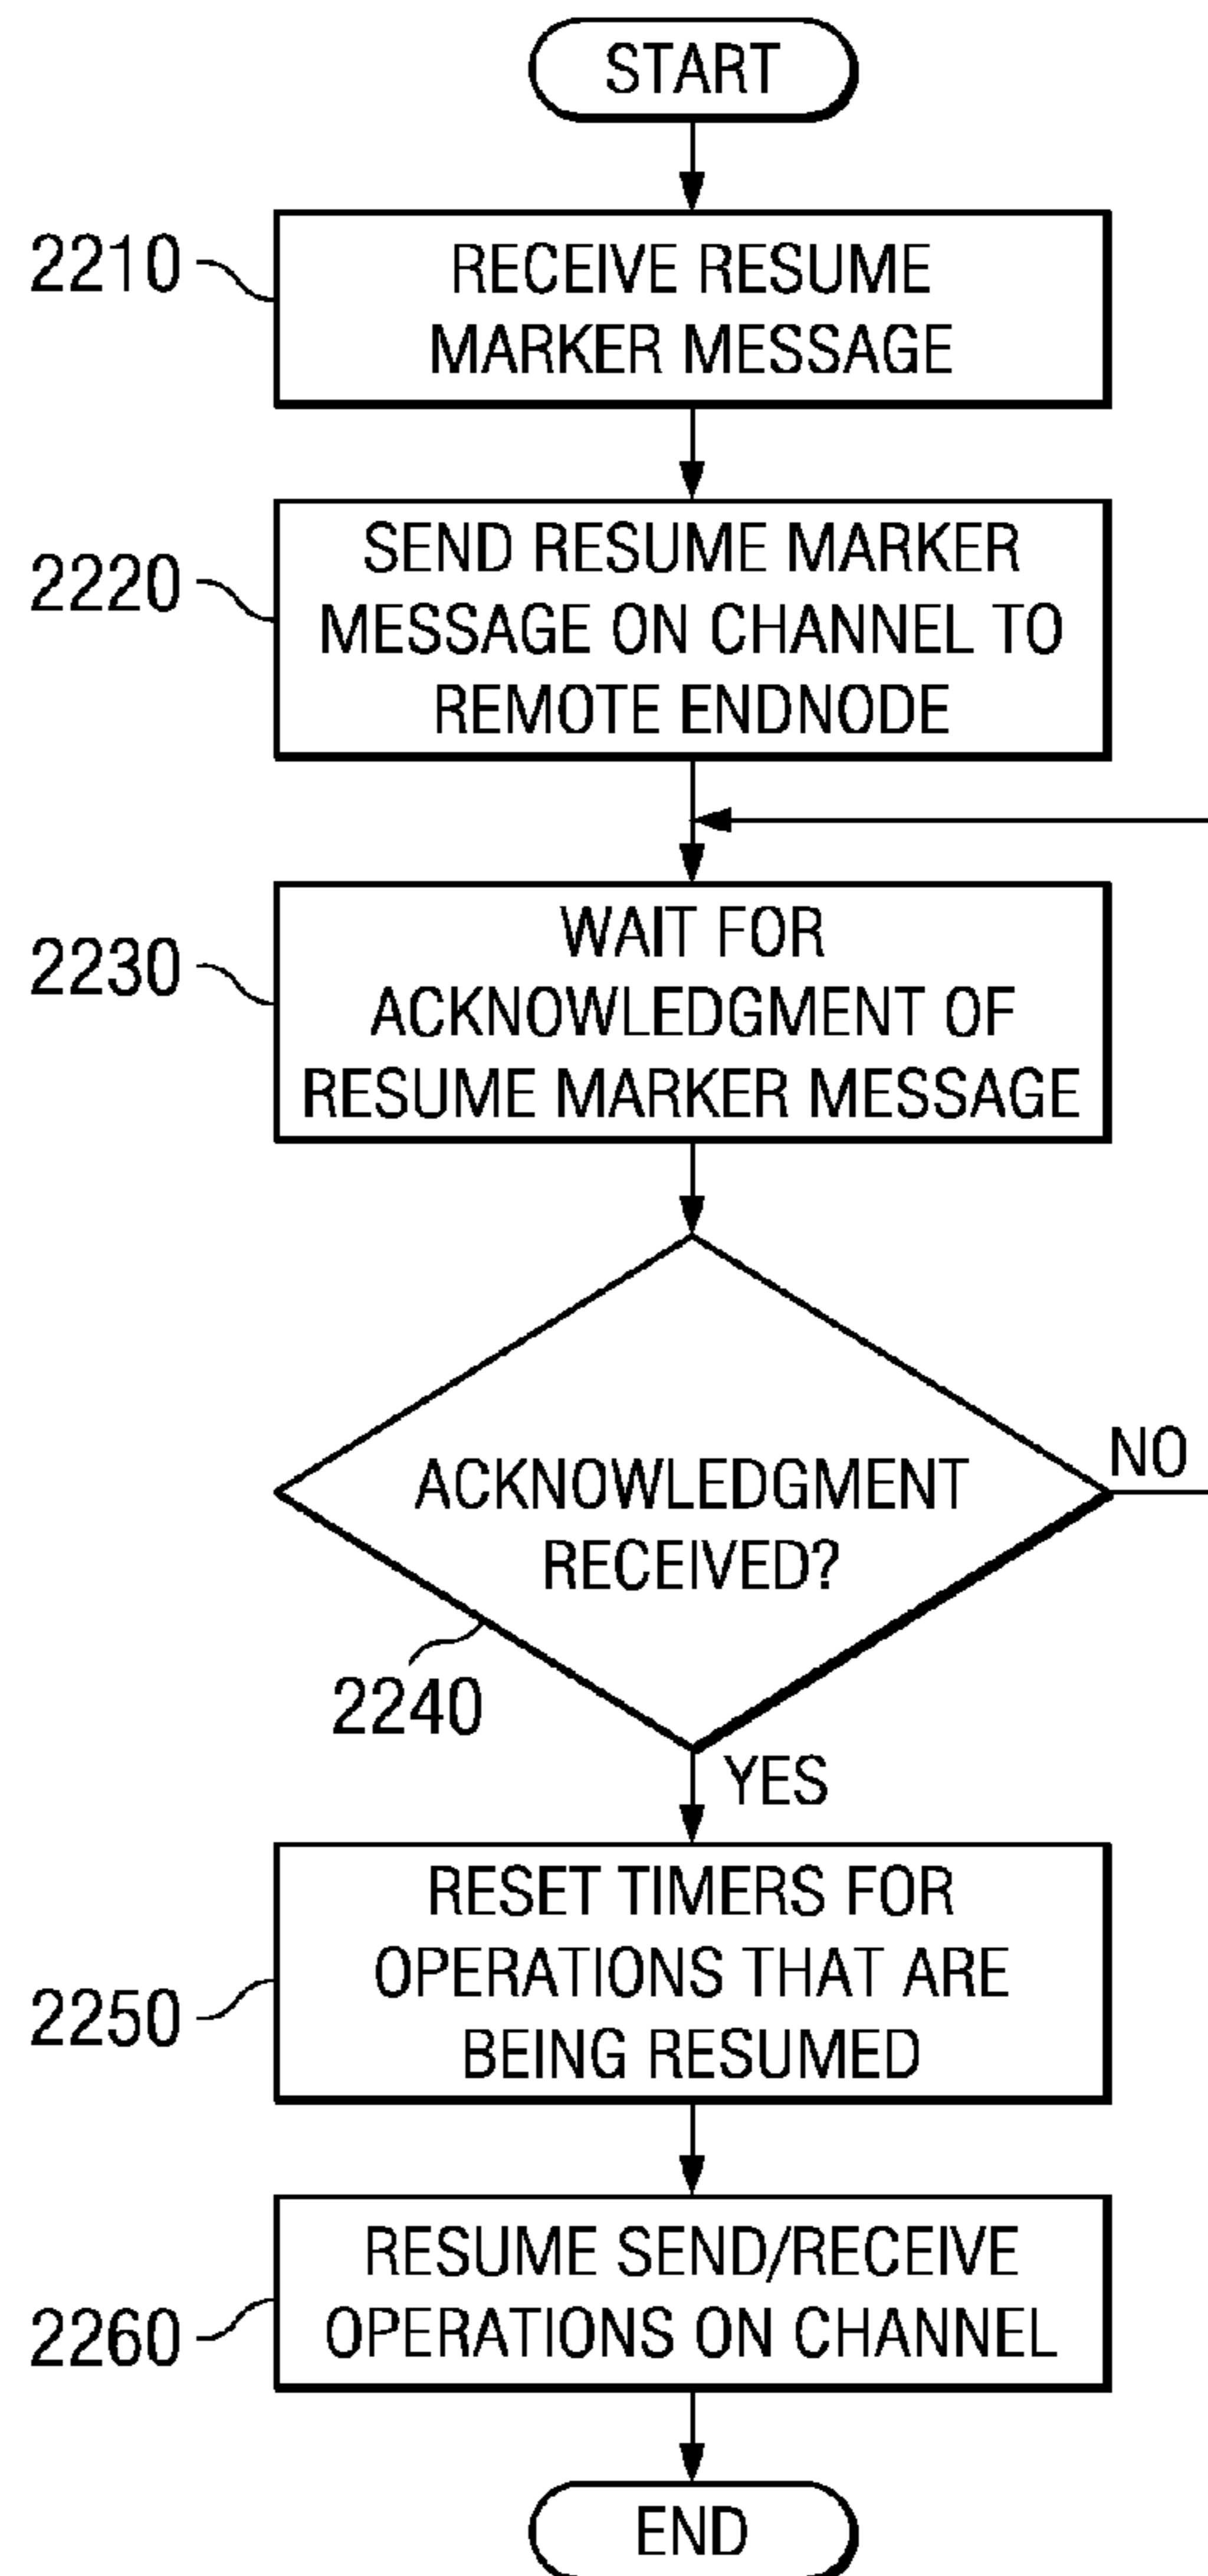 START
2210
RECEIVE RESUME
MARKER MESSAGE
2220
SEND RESUME MARKER
MESSAGE ON CHANNEL TO
REMOTE ENDNODE
2230
WAIT FOR
ACKNOWLEDGMENT OF
RESUME MARKER MESSAGE
ACKNOWLEDGMENT
RECEIVED?
NO
2240
YES
2250
RESET TIMERS FOR
OPERATIONS THAT ARE
BEING RESUMED
2260
RESUME SEND/RECEIVE
OPERATIONS ON CHANNEL
END